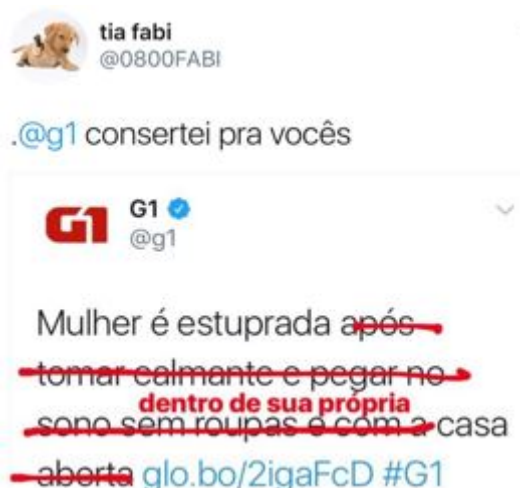 tia fabi
@0800FABI
.@g1 consertei pra vocês
G1
G1
@g1
Mulher é estuprada após
tomar calmante e pegar no
dentro de sua própria
sono sem roupas e com a casa
aberta glo.bo/2igaFcD #G1